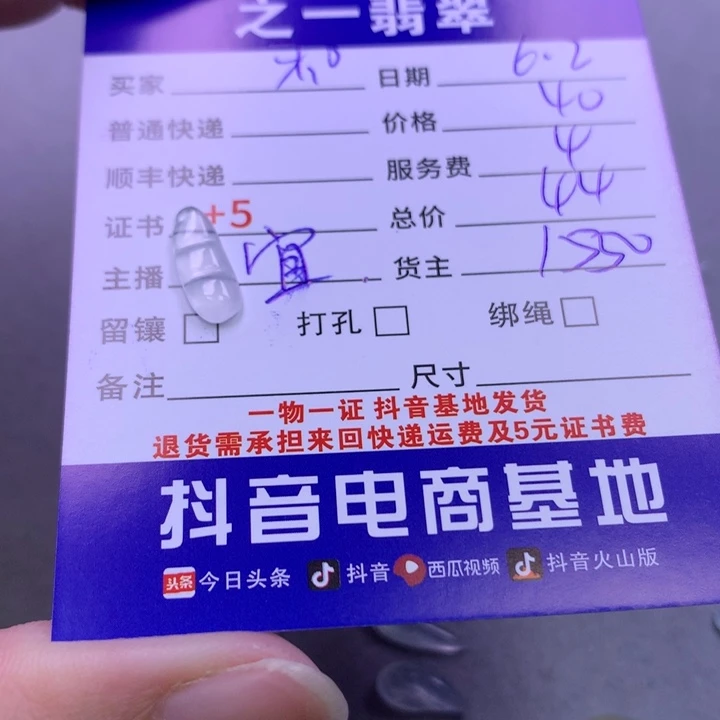 之一翡翠
买家 日期 6.2
普通快递 价格 40
顺丰快递 服务费 4
证书 +5 总价 44
主播 宜 货主 1550
留镶 打孔 绑绳
备注 尺寸
一物一证 抖音基地发货
退货需承担来回快递运费及5元证书费
抖音电商基地
头条 今日头条 抖音 西瓜视频 抖音火山版